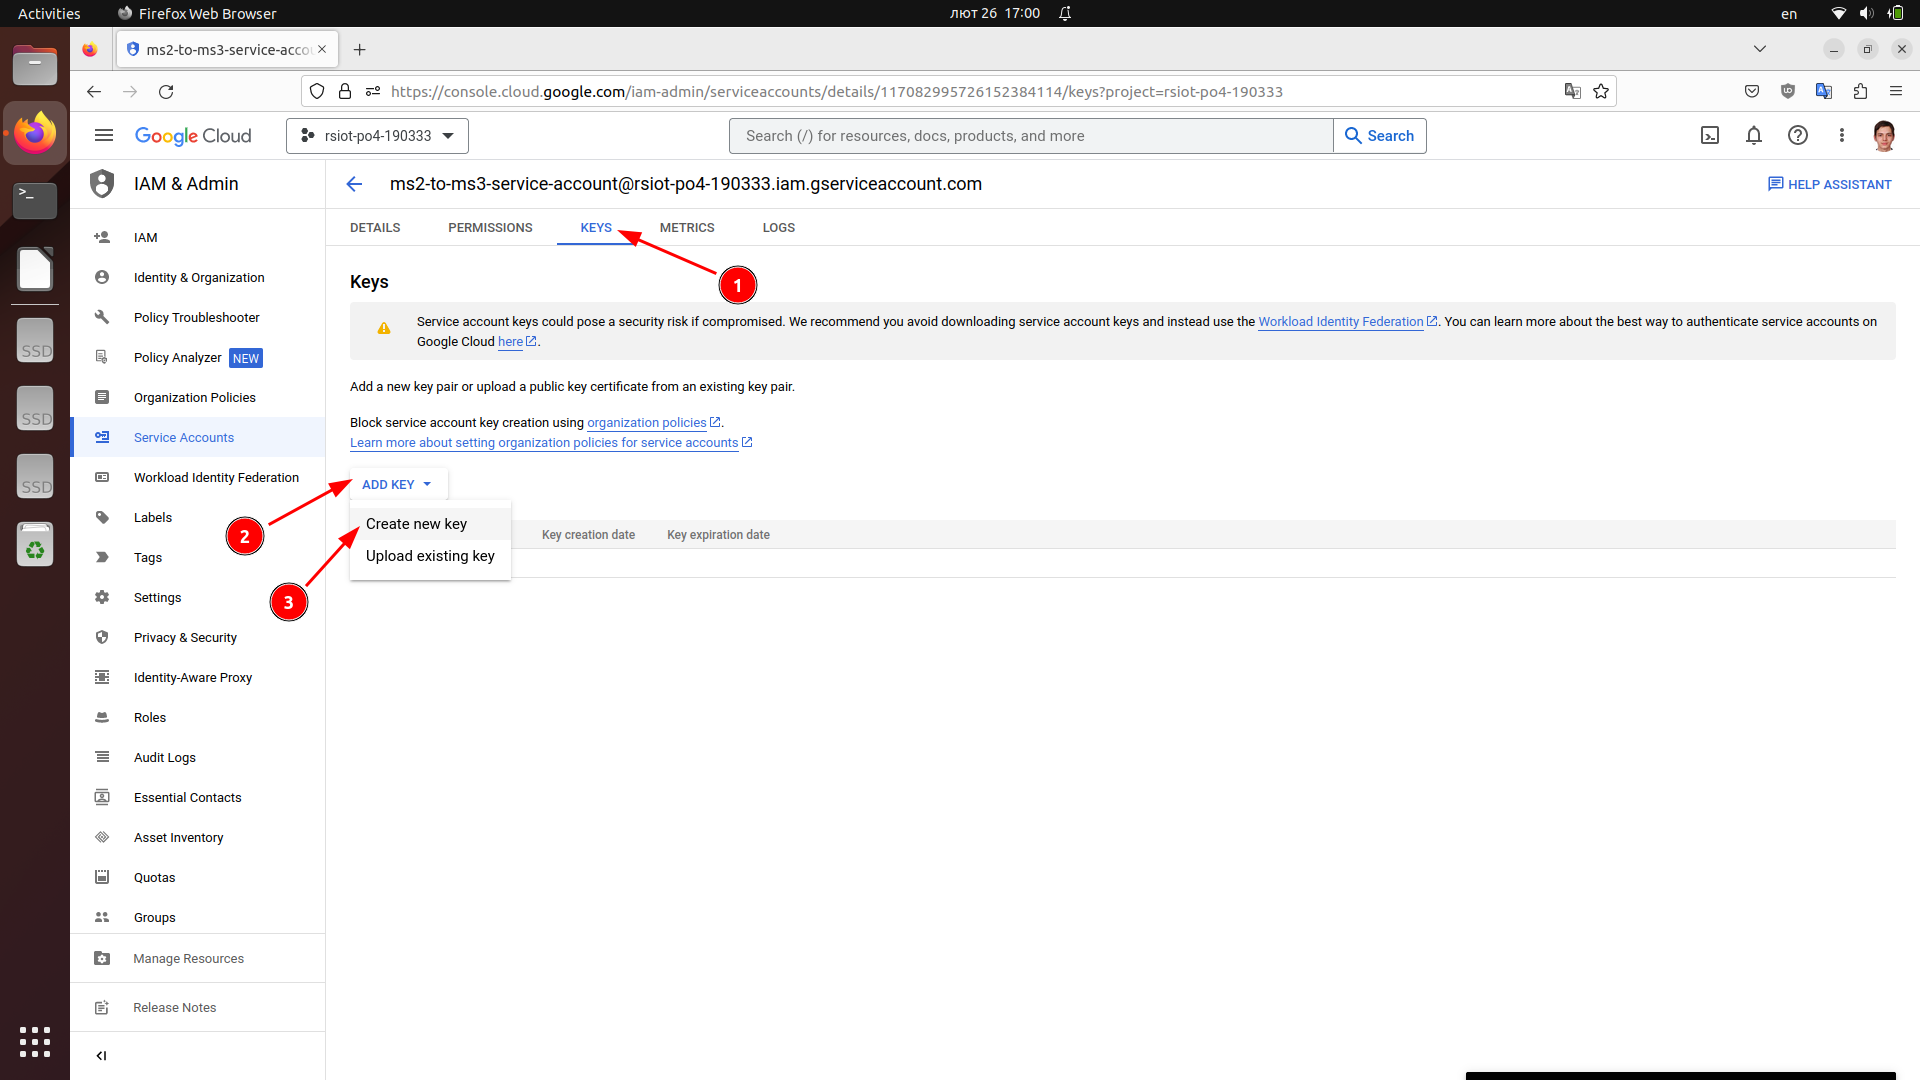 Activities
Firefox Web Browser
лют 26 17:00
en
ms2-to-ms3-service-acco
https://console.cloud.google.com/iam-admin/serviceaccounts/details/117082995726152384114/keys?project=rsiot-po4-190333
Google Cloud
rsiot-po4-190333
Search (/) for resources, docs, products, and more
Search
IAM & Admin
ms2-to-ms3-service-account@rsiot-po4-190333.iam.gserviceaccount.com
HELP ASSISTANT
DETAILS
PERMISSIONS
KEYS
METRICS
LOGS
IAM
Identity & Organization
Policy Troubleshooter
Policy Analyzer NEW
Organization Policies
Service Accounts
Workload Identity Federation
Labels
Tags
Settings
Privacy & Security
Identity-Aware Proxy
Roles
Audit Logs
Essential Contacts
Asset Inventory
Quotas
Groups
Manage Resources
Release Notes
Keys
1
Service account keys could pose a security risk if compromised. We recommend you avoid downloading service account keys and instead use the Workload Identity Federation. You can learn more about the best way to authenticate service accounts on
Google Cloud here.
Add a new key pair or upload a public key certificate from an existing key pair.
Block service account key creation using organization policies.
Learn more about setting organization policies for service accounts
ADD KEY
2
Create new key
Upload existing key
3
Key creation date
Key expiration date
SSD
SSD
SSD